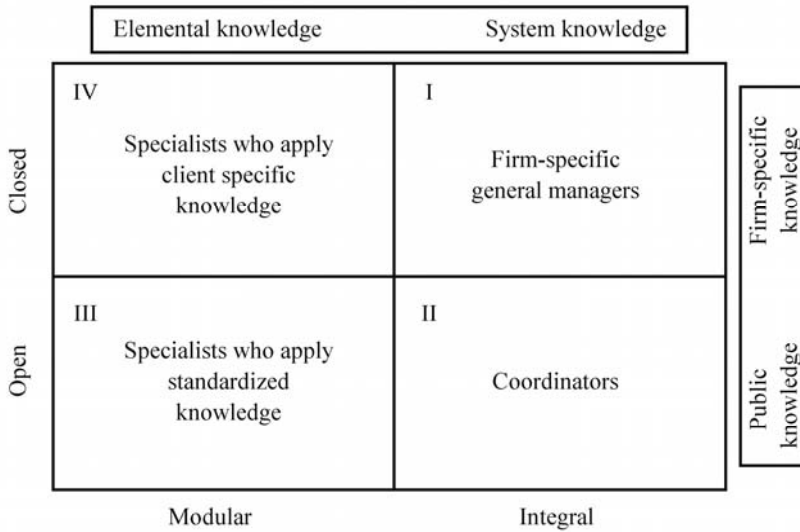 Elemental knowledge
System knowledge
IV
Specialists who apply
client specific
knowledge
I
Firm-specific
general managers
Closed
Firm-specific
knowledge
III
Specialists who apply
standardized
knowledge
II
Coordinators
Open
Public
knowledge
Modular
Integral